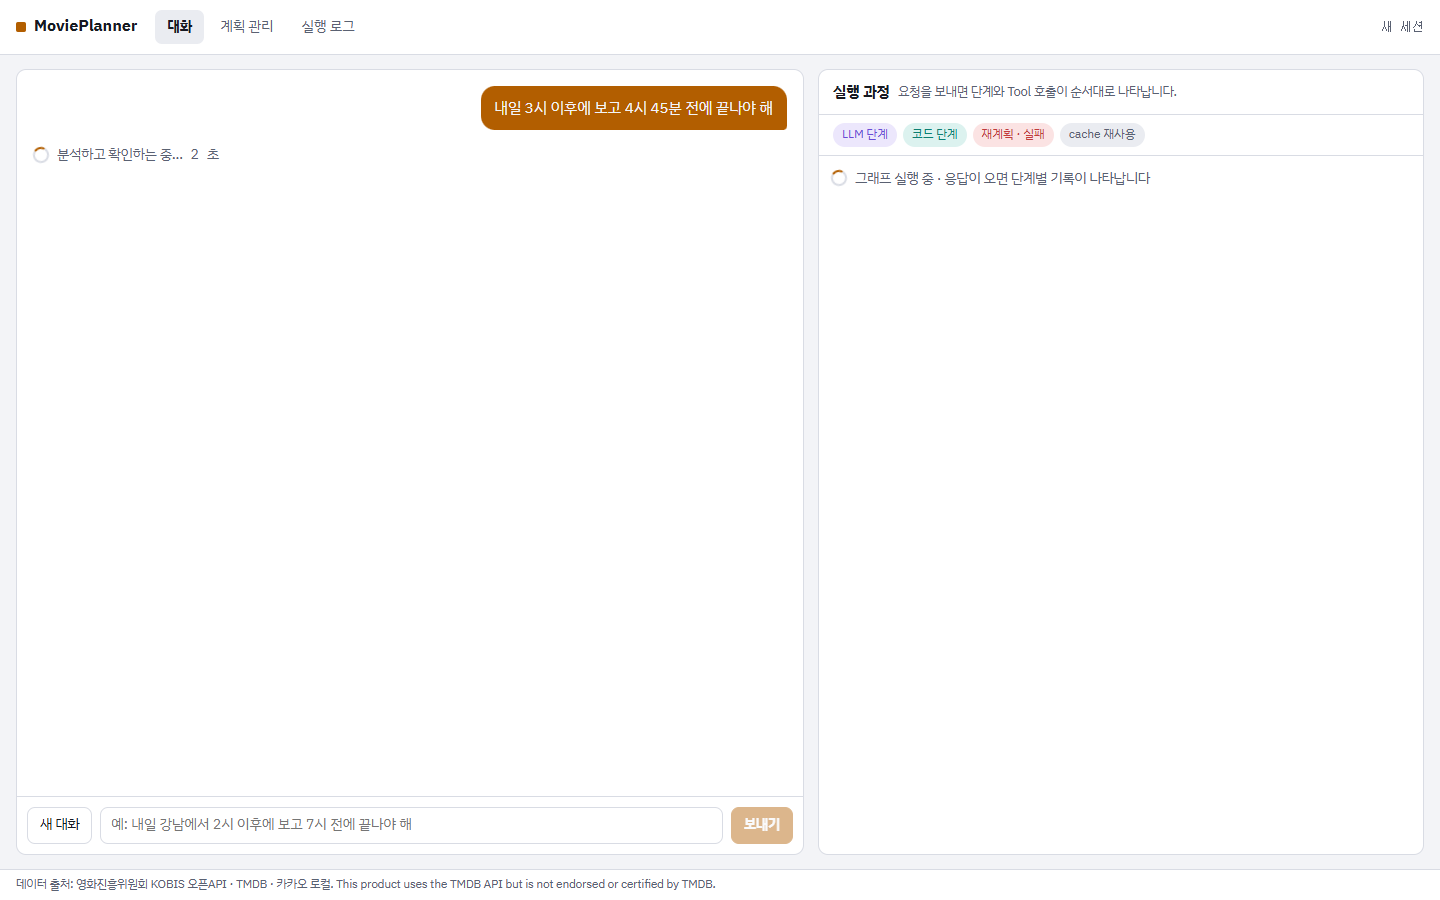 MoviePlanner 대화 계획 관리 실행 로그 새 세션
내일 3시 이후에 보고 4시 45분 전에 끝나야 해
분석하고 확인하는 중... 2 초
새 대화 예: 내일 강남에서 2시 이후에 보고 7시 전에 끝나야 해 보내기
실행 과정 요청을 보내면 단계와 Tool 호출이 순서대로 나타납니다.
LLM 단계 코드 단계 재계획 · 실패 cache 재사용
그래프 실행 중 · 응답이 오면 단계별 기록이 나타납니다
데이터 출처: 영화진흥위원회 KOBIS 오픈API · TMDB · 카카오 로컬. This product uses the TMDB API but is not endorsed or certified by TMDB.